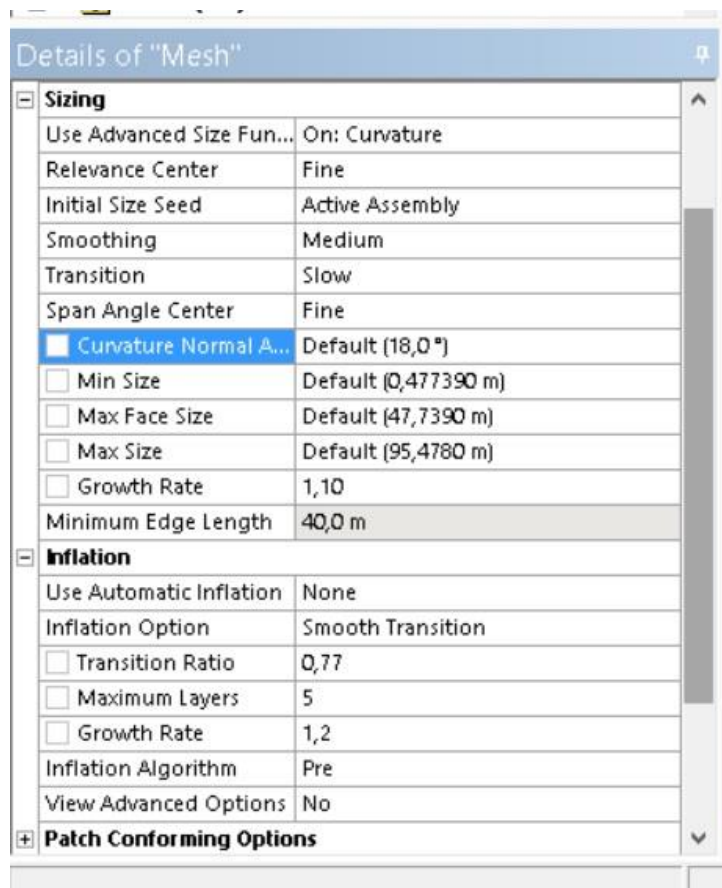 Details of "Mesh"
Sizing
Use Advanced Size Fun... On: Curvature
Relevance Center Fine
Initial Size Seed Active Assembly
Smoothing Medium
Transition Slow
Span Angle Center Fine
Curvature Normal A... Default (18,0 °)
Min Size Default (0,477390 m)
Max Face Size Default (47,7390 m)
Max Size Default (95,4780 m)
Growth Rate 1,10
Minimum Edge Length 40,0 m
Inflation
Use Automatic Inflation None
Inflation Option Smooth Transition
Transition Ratio 0,77
Maximum Layers 5
Growth Rate 1,2
Inflation Algorithm Pre
View Advanced Options No
Patch Conforming Options